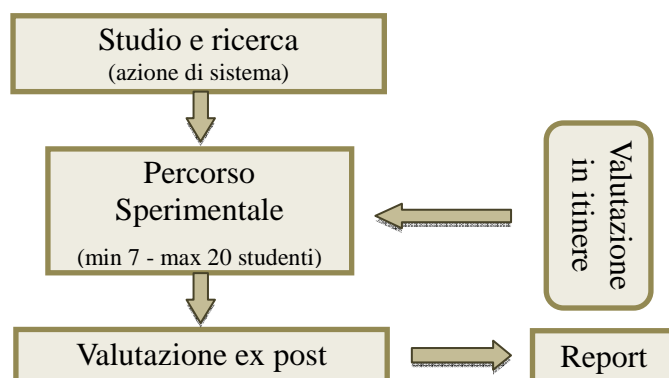 Studio e ricerca
(azione di sistema)
Percorso
Sperimentale
(min 7 - max 20 studenti)
Valutazione
in itinere
Valutazione ex post
Report